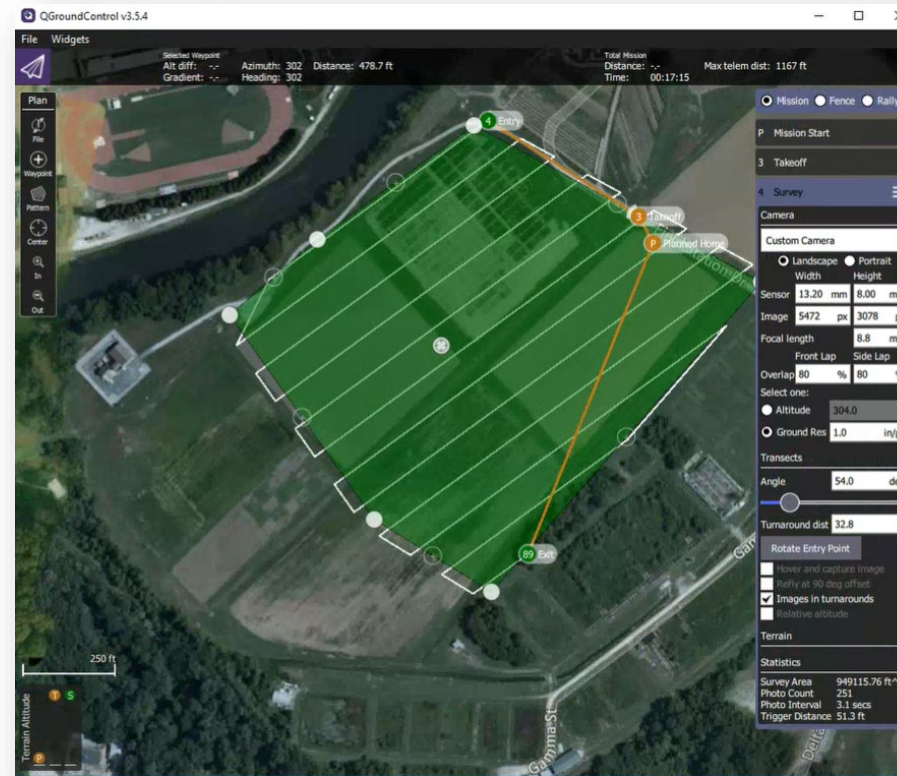 QGroundControl v3.5.4
File Widgets
Selected Waypoint
Alt diff: -.- Azimuth: 302 Distance: 478.7 ft
Gradient: -.- Heading: 302
Total Mission
Distance: -.- Max telem dist: 1167 ft
Time: 00:17:15
Plan
File
Waypoint
Pattern
Center
In
Out
4 Entry
3 Takeoff
P Planned Home
89 Exit
Gamma St
250 ft
Terrain Altitude
T S
P
Mission Fence Rally
P Mission Start
3 Takeoff
4 Survey
Camera
Custom Camera
Landscape Portrait
Width Height
Sensor 13.20 mm 8.00
Image 5472 px 3078
Focal length 8.8
Front Lap Side Lap
Overlap 80 % 80
Select one:
Altitude 304.0
Ground Res 1.0
Transects
Angle 54.0
Turnaround dist 32.8
Rotate Entry Point
Hover and capture image
Refly at 90 deg offset
Images in turnarounds
Relative altitude
Terrain
Statistics
Survey Area 949115.76 ft^
Photo Count 251
Photo Interval 3.1 secs
Trigger Distance 51.3 ft